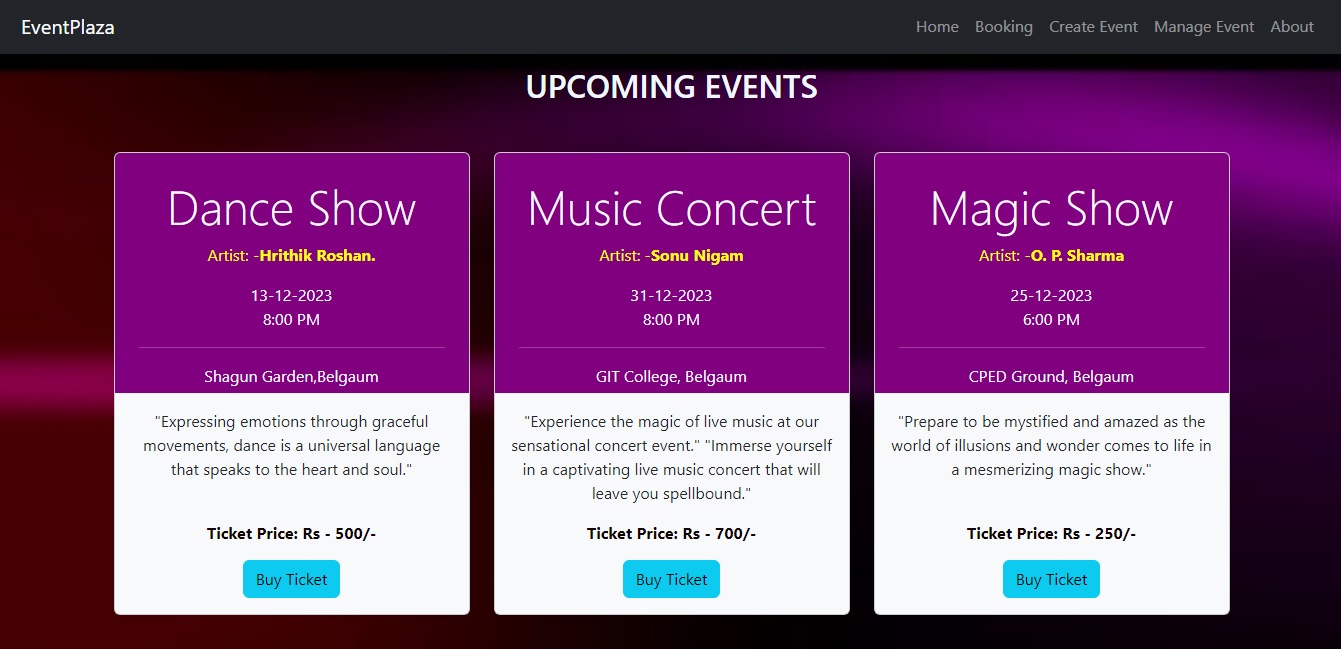 EventPlaza
Home Booking Create Event Manage Event About
UPCOMING EVENTS
Dance Show
Artist: -Hrithik Roshan.
13-12-2023
8:00 PM
Shagun Garden,Belgaum
"Expressing emotions through graceful
movements, dance is a universal language
that speaks to the heart and soul."
Ticket Price: Rs - 500/-
Buy Ticket
Music Concert
Artist: -Sonu Nigam
31-12-2023
8:00 PM
GIT College, Belgaum
"Experience the magic of live music at our
sensational concert event." "Immerse yourself
in a captivating live music concert that will
leave you spellbound."
Ticket Price: Rs - 700/-
Buy Ticket
Magic Show
Artist: -O. P. Sharma
25-12-2023
6:00 PM
CPED Ground, Belgaum
"Prepare to be mystified and amazed as the
world of illusions and wonder comes to life in
a mesmerizing magic show."
Ticket Price: Rs - 250/-
Buy Ticket